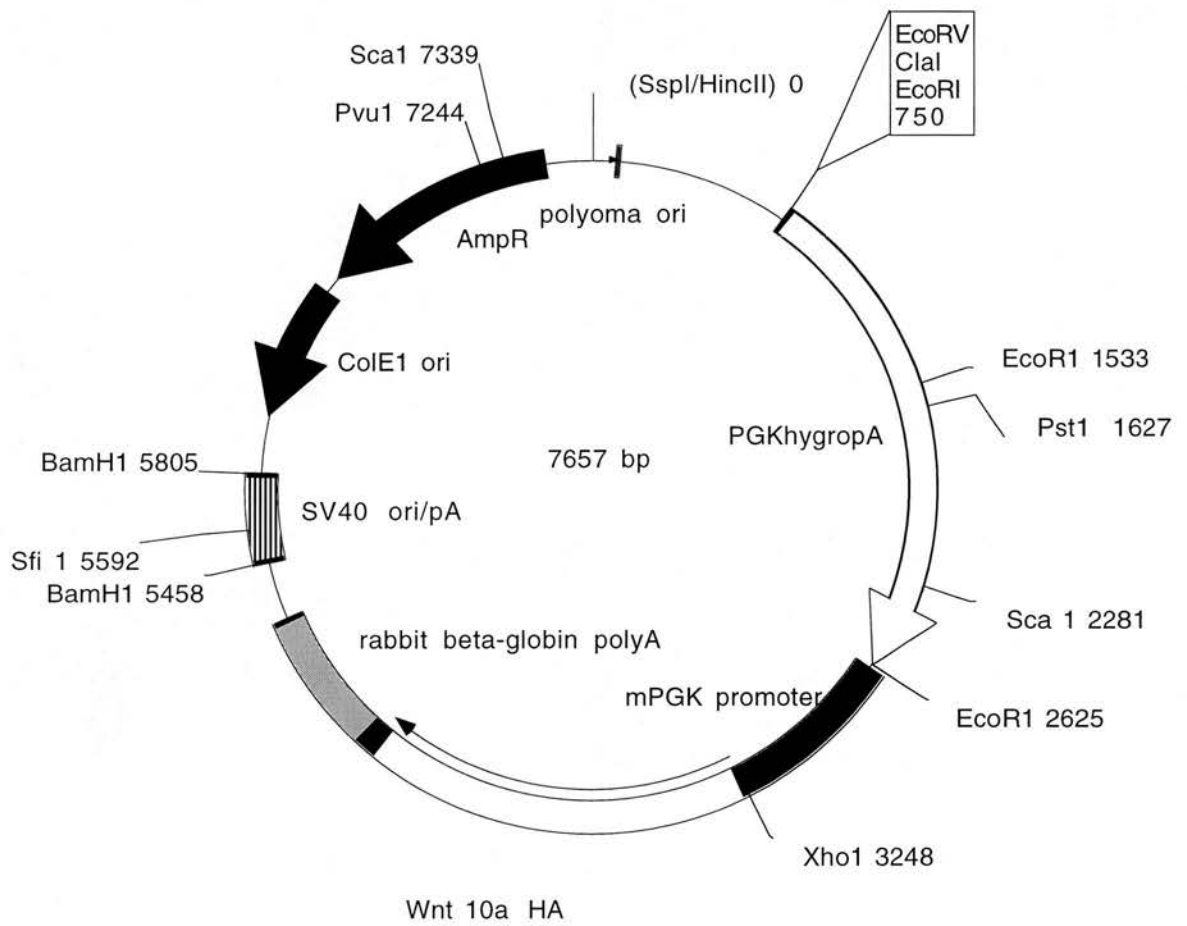 EcoRV
ClaI
EcoRI
750
Sca1 7339
(SspI/HincII) 0
Pvu1 7244
polyoma ori
AmpR
ColE1 ori
EcoR1 1533
Pst1 1627
PGKhygropA
7657 bp
BamH1 5805
SV40 ori/pA
Sfi 1 5592
BamH1 5458
Sca 1 2281
rabbit beta-globin polyA
mPGK promoter
EcoR1 2625
Xho1 3248
Wnt 10a HA